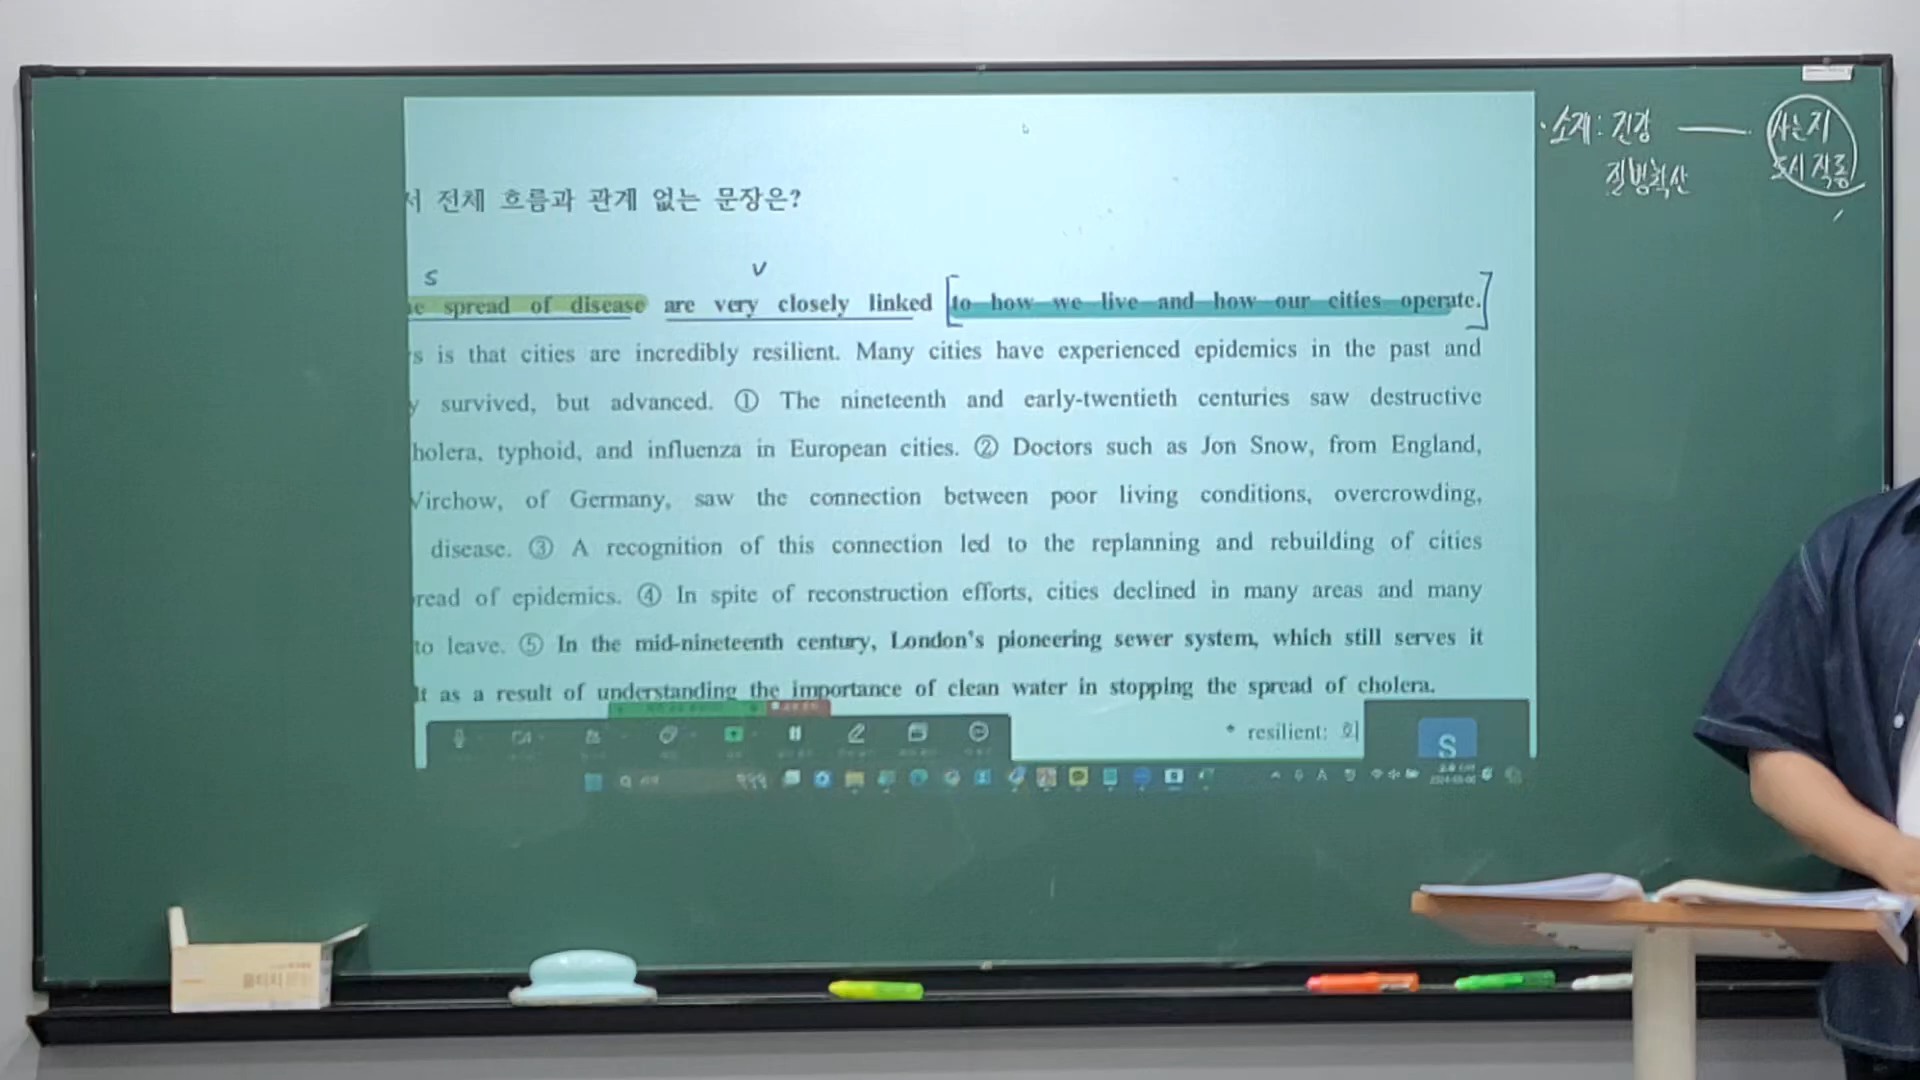 서 전체 흐름과 관계 없는 문장은?
s v
e spread of disease are very closely linked [to how we live and how our cities operate.]
s is that cities are incredibly resilient. Many cities have experienced epidemics in the past and
y survived, but advanced. ① The nineteenth and early-twentieth centuries saw destructive
holera, typhoid, and influenza in European cities. ② Doctors such as Jon Snow, from England,
Virchow, of Germany, saw the connection between poor living conditions, overcrowding,
disease. ③ A recognition of this connection led to the replanning and rebuilding of cities
read of epidemics. ④ In spite of reconstruction efforts, cities declined in many areas and many
to leave. ⑤ In the mid-nineteenth century, London's pioneering sewer system, which still serves it
lt as a result of understanding the importance of clean water in stopping the spread of cholera.
* resilient: 회
S
· 소재: 건강 — 사는지
질병확산 도시 작동